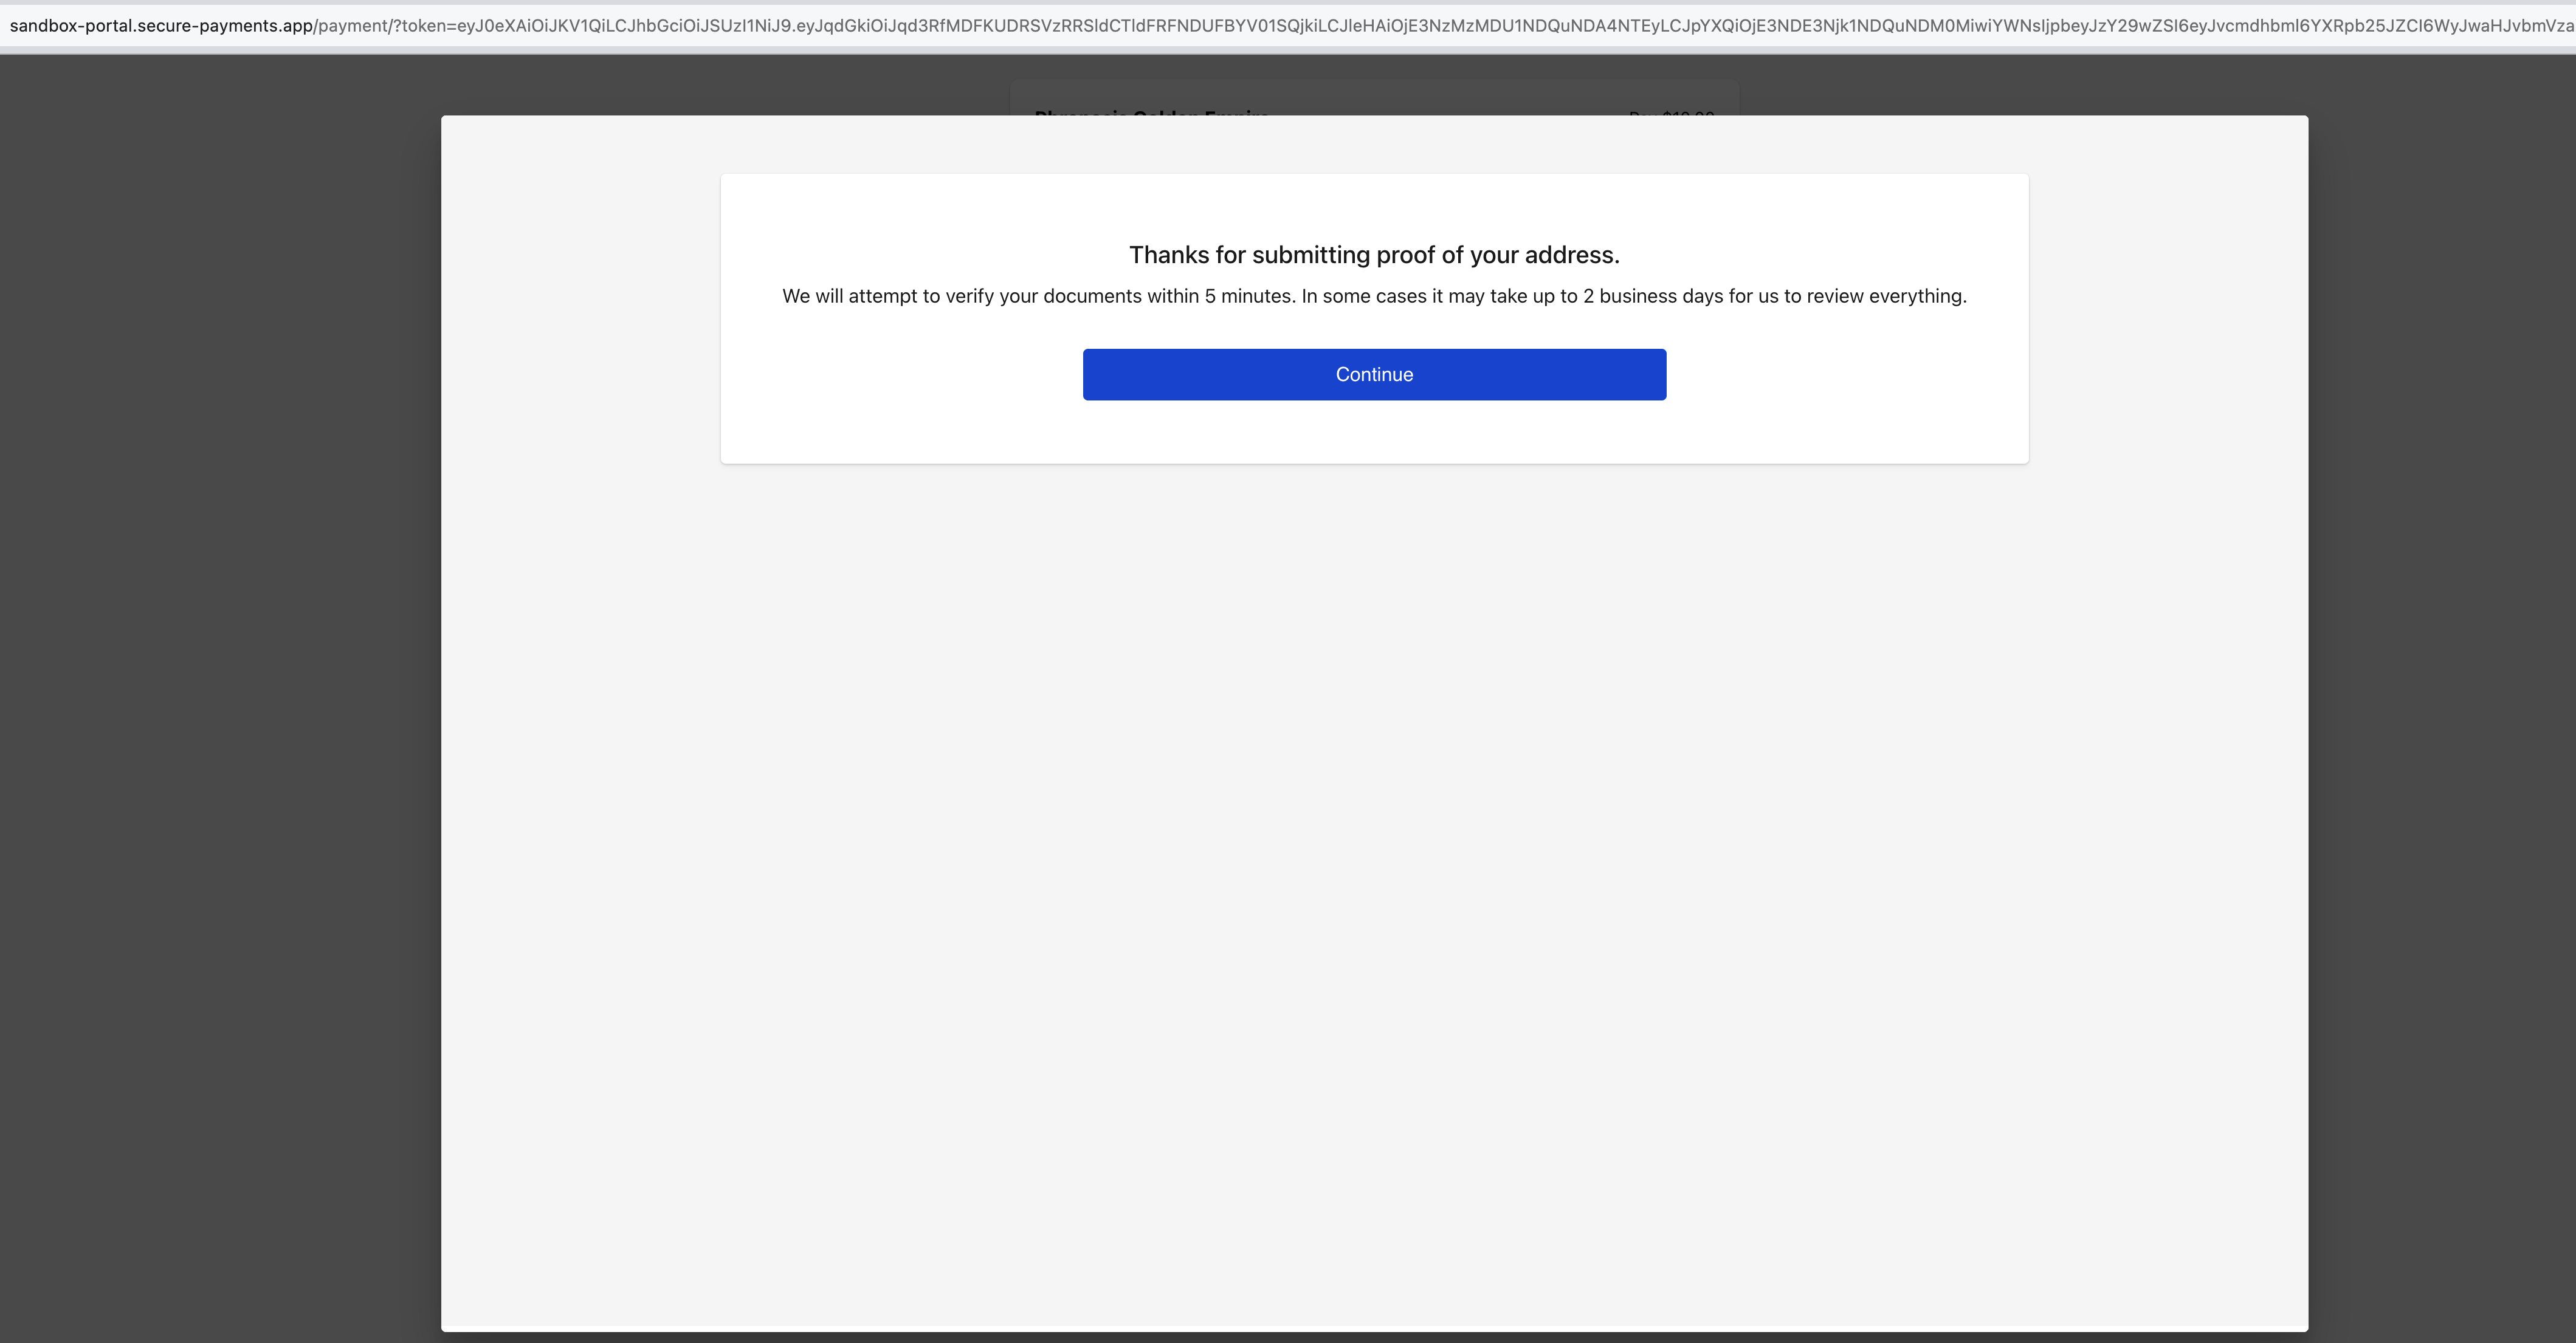 sandbox-portal.secure-payments.app/payment/?token=eyJ0eXAiOiJKV1QiLCJhbGciOiJSUzI1NiJ9.eyJqdGkiOiJqd3RfMDFKUDRSVzRRSldCTldFRFNDUFBYV01SQjkiLCJleHAiOjE3NzMzMDU1NDQuNDA4NTEyLCJpYXQiOjE3NDE3Njk1NDQuNDM0MiwiYWNsIjpbeyJzY29wZSI6eyJvcmdhbml6YXRpb25JZCI6WyJwaHJvbmVza
Thanks for submitting proof of your address.
We will attempt to verify your documents within 5 minutes. In some cases it may take up to 2 business days for us to review everything.
Continue